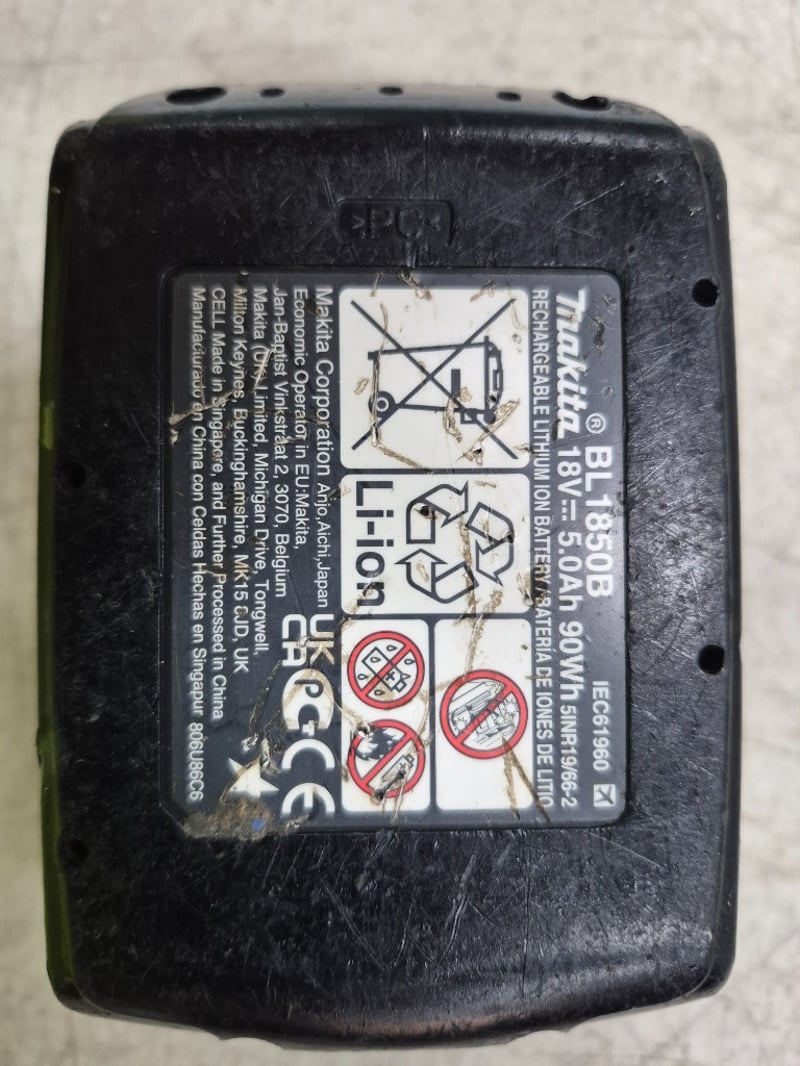 >PC<
Makita ® BL1850B IEC61960
18V⎓ 5.0Ah 90Wh 5INR19/66-2
RECHARGEABLE LITHIUM ION BATTERY/BATERÍA DE IONES DE LITIO
Li-ion
Makita Corporation Anjo,Aichi,Japan
Economic Operator in EU:Makita,
Jan-Baptist Vinkstraat 2, 3070, Belgium
Makita (UK) Limited, Michigan Drive, Tongwell,
Milton Keynes, Buckinghamshire, MK15 8JD, UK
CELL Made in Singapore, and Further Processed in China
Manufacturado en China con Celdas Hechas en Singapur 806U86C6
UK
CA
CE